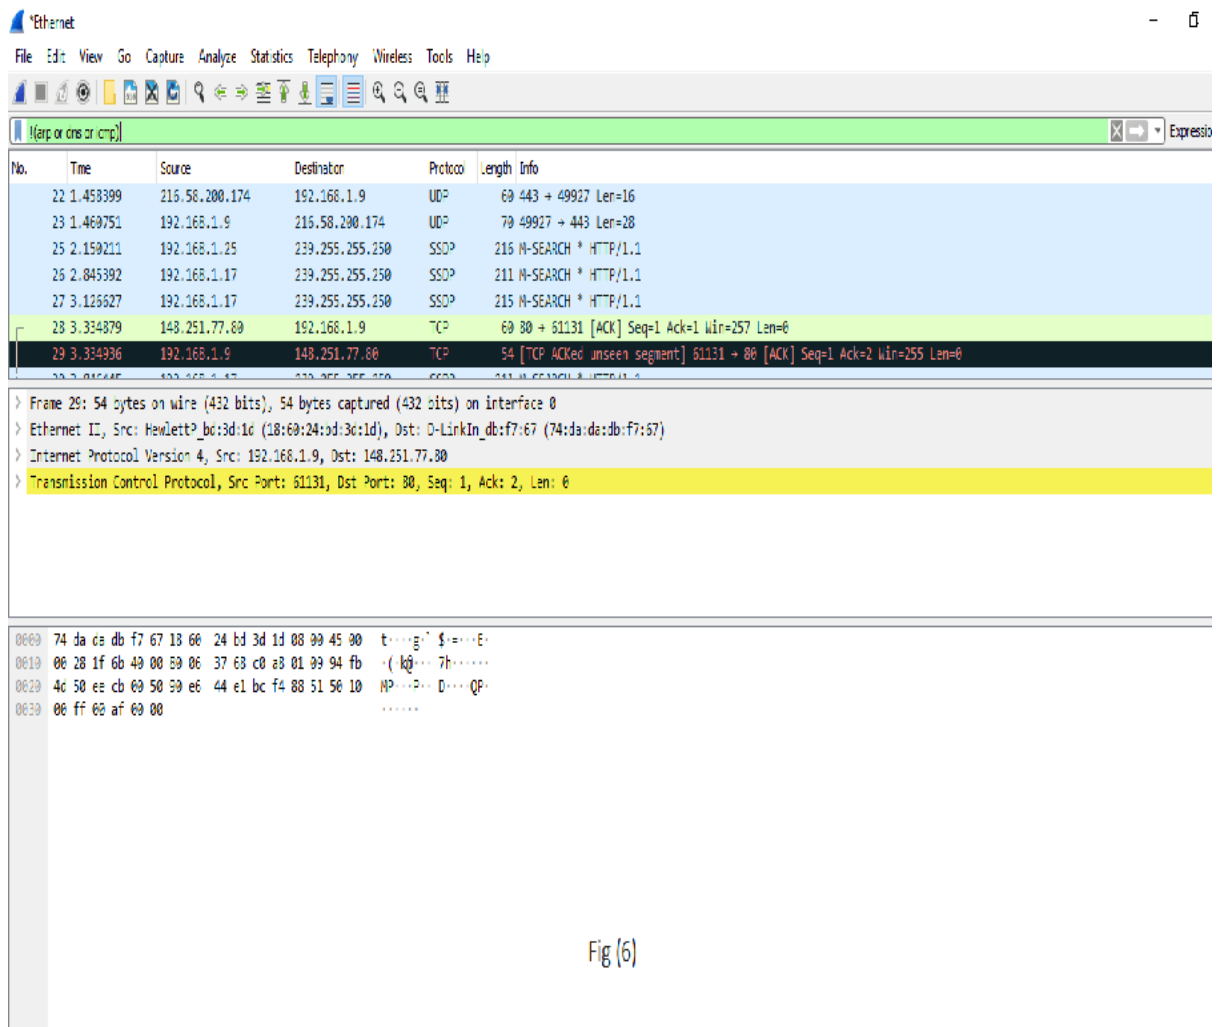 *Ethernet
File Edit View Go Capture Analyze Statistics Telephony Wireless Tools Help
!(arp or dns or icmp)
Expressio
No. Time Source Destination Protocol Length Info
22 1.458399 216.58.200.174 192.168.1.9 UDP 60 443 → 49927 Len=16
23 1.460751 192.168.1.9 216.58.200.174 UDP 70 49927 → 443 Len=28
25 2.150211 192.168.1.25 239.255.255.250 SSDP 216 M-SEARCH * HTTP/1.1
26 2.845392 192.168.1.17 239.255.255.250 SSDP 211 M-SEARCH * HTTP/1.1
27 3.126627 192.168.1.17 239.255.255.250 SSDP 215 M-SEARCH * HTTP/1.1
28 3.334879 148.251.77.80 192.168.1.9 TCP 60 80 → 61131 [ACK] Seq=1 Ack=1 Win=257 Len=0
29 3.334936 192.168.1.9 148.251.77.80 TCP 54 [TCP ACKed unseen segment] 61131 → 80 [ACK] Seq=1 Ack=2 Win=255 Len=0
Frame 29: 54 bytes on wire (432 bits), 54 bytes captured (432 bits) on interface 0
Ethernet II, Src: HewlettP_bd:3d:1d (18:60:24:bd:3d:1d), Dst: D-LinkIn_db:f7:67 (74:da:da:db:f7:67)
Internet Protocol Version 4, Src: 192.168.1.9, Dst: 148.251.77.80
Transmission Control Protocol, Src Port: 61131, Dst Port: 80, Seq: 1, Ack: 2, Len: 0
0000 74 da da db f7 67 18 60 24 bd 3d 1d 08 00 45 00 t····g·` $·=···E·
0010 00 28 1f 6b 40 00 80 06 37 68 c0 a8 01 09 94 fb ·(·k@··· 7h······
0020 4d 50 ee cb 00 50 90 e6 44 e1 bc f4 88 51 50 10 MP···P·· D····QP·
0030 00 ff 00 af 00 00 ······
Fig (6)